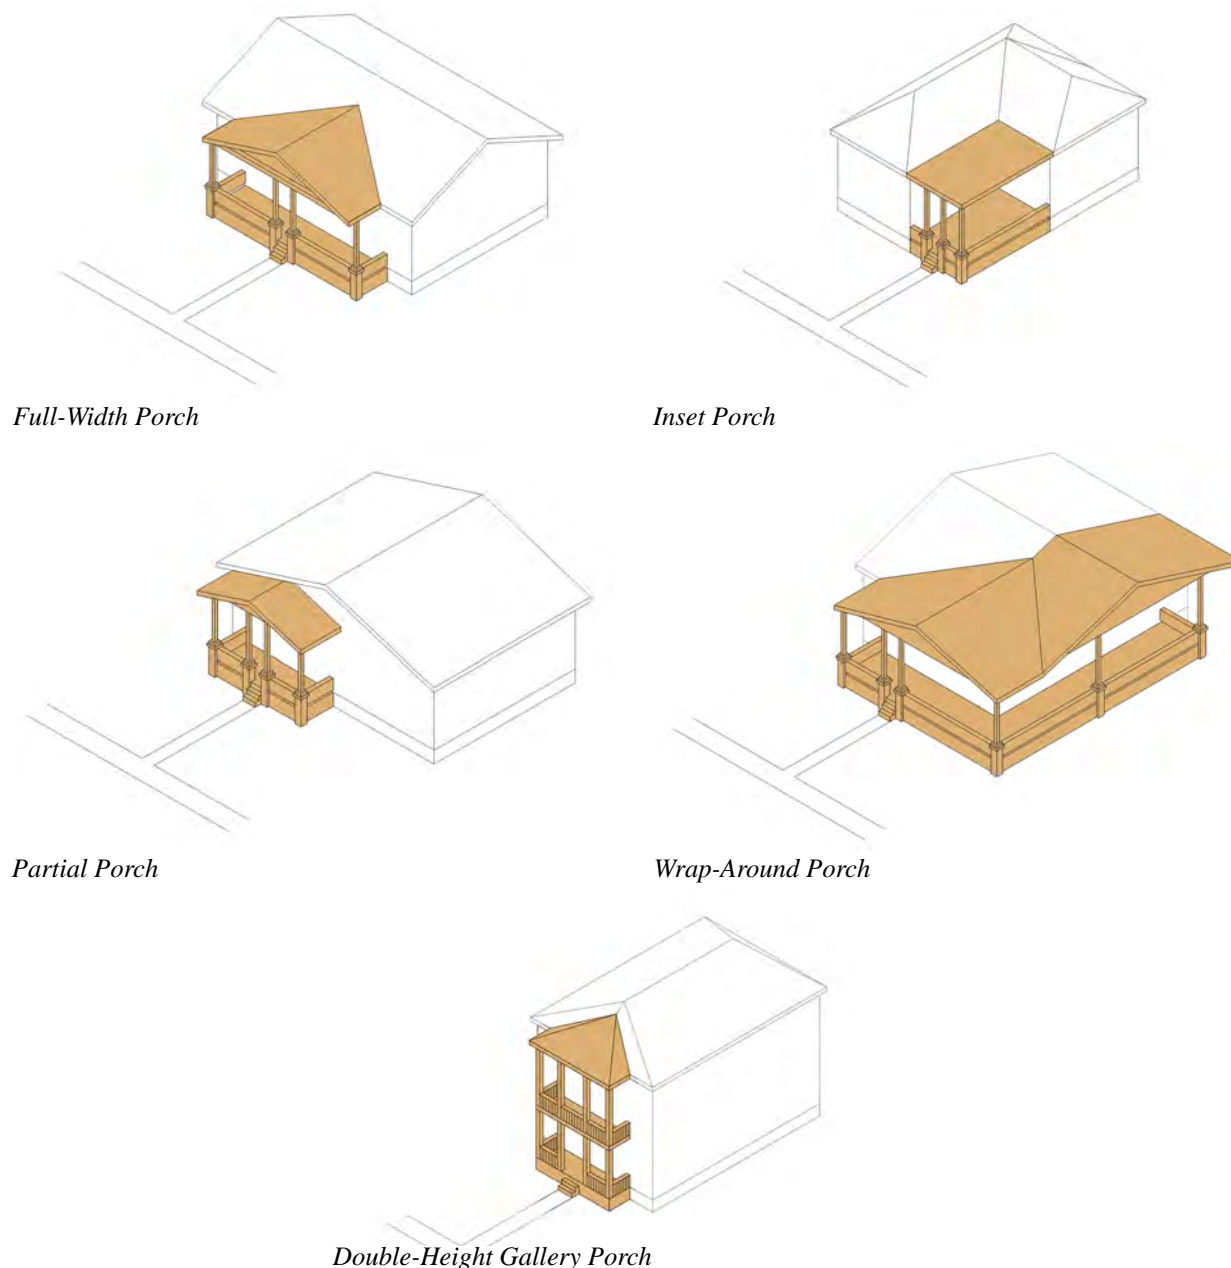 Full-Width Porch
Inset Porch
Partial Porch
Wrap-Around Porch
Double-Height Gallery Porch